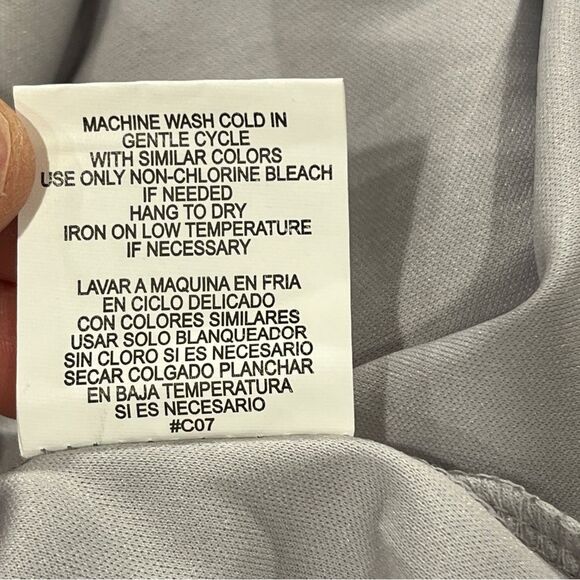 MACHINE WASH COLD IN
GENTLE CYCLE
WITH SIMILAR COLORS
USE ONLY NON-CHLORINE BLEACH
IF NEEDED
HANG TO DRY
IRON ON LOW TEMPERATURE
IF NECESSARY
LAVAR A MAQUINA EN FRIA
EN CICLO DELICADO
CON COLORES SIMILARES
USAR SOLO BLANQUEADOR
SIN CLORO SI ES NECESARIO
SECAR COLGADO PLANCHAR
EN BAJA TEMPERATURA
SI ES NECESARIO
#C07